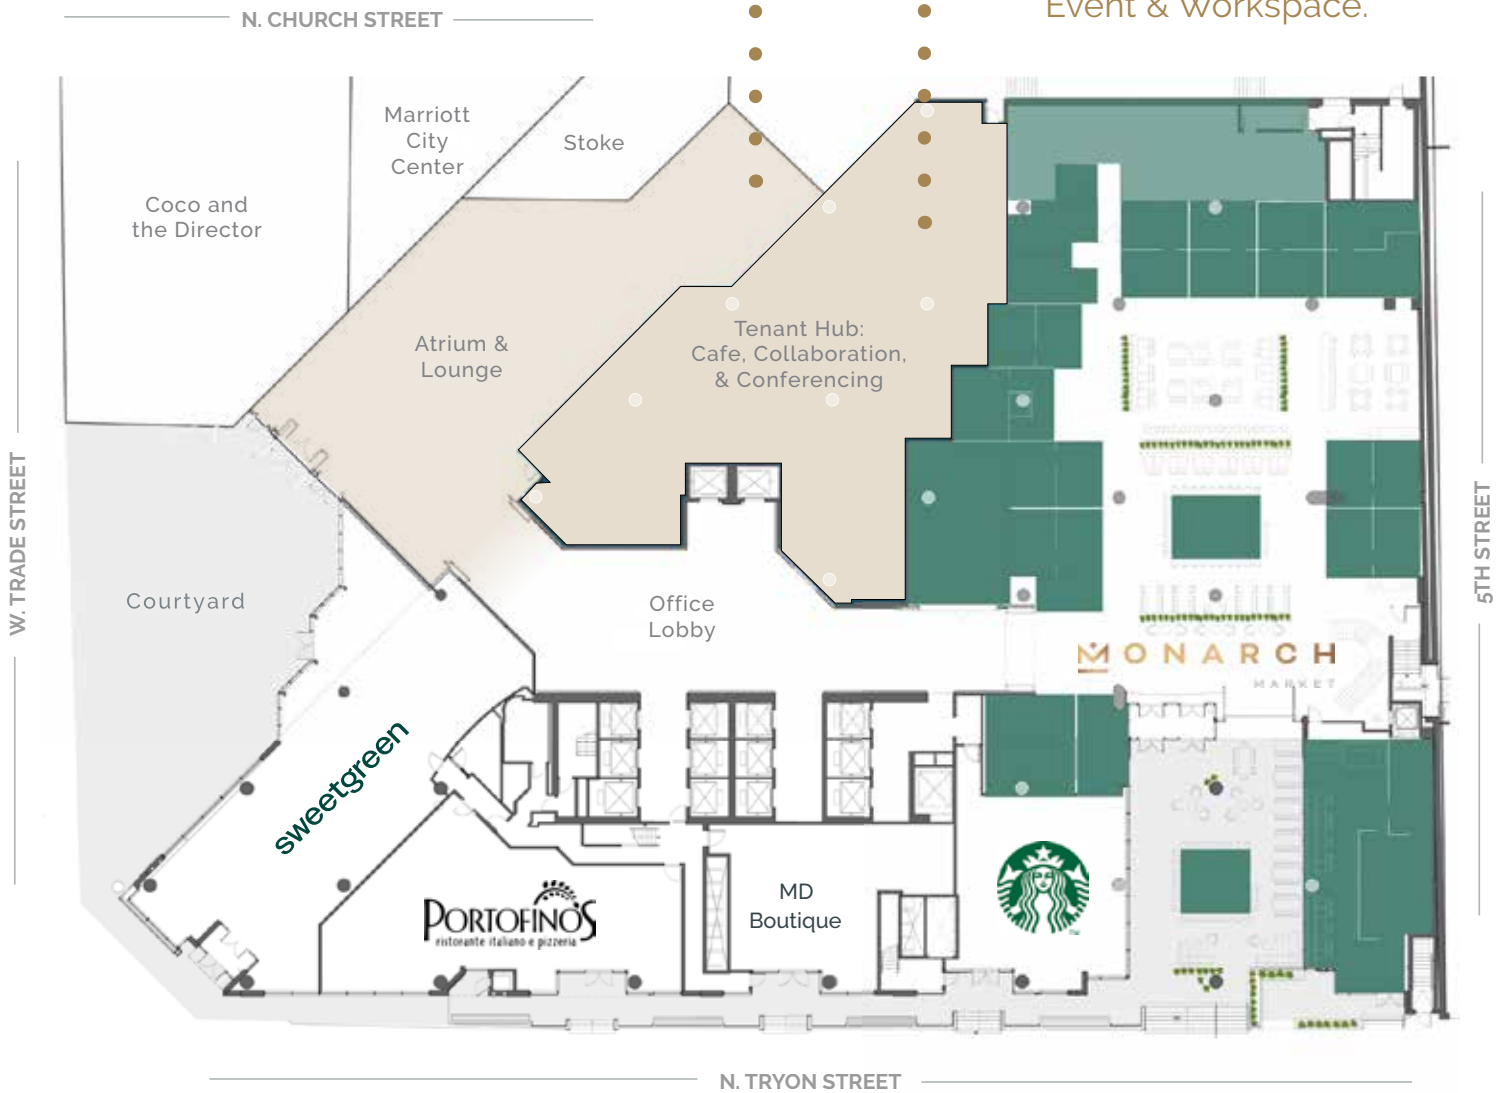 N. CHURCH STREET
Event & Workspace.
Marriott
City
Center
Stoke
Coco and
the Director
Atrium &
Lounge
Tenant Hub:
Cafe, Collaboration,
& Conferencing
W. TRADE STREET
5TH STREET
Courtyard
Office
Lobby
MONARCH
MARKET
sweetgreen
PORTOFINO'S
ristorante italiano e pizzeria
MD
Boutique
TM
N. TRYON STREET